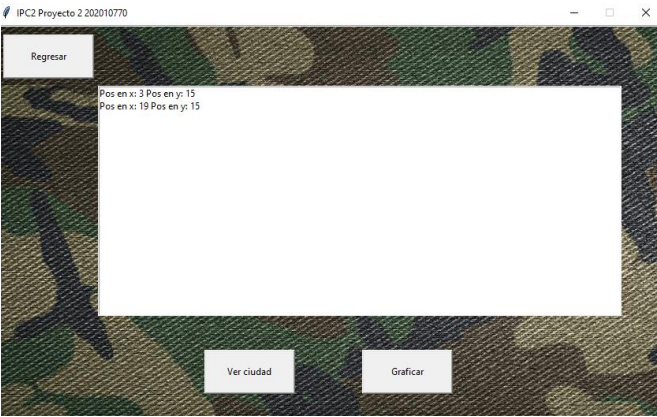 IPC2 Proyecto 2 202010770
Regresar
Pos en x: 3 Pos en y: 15
Pos en x: 19 Pos en y: 15
Ver ciudad
Graficar